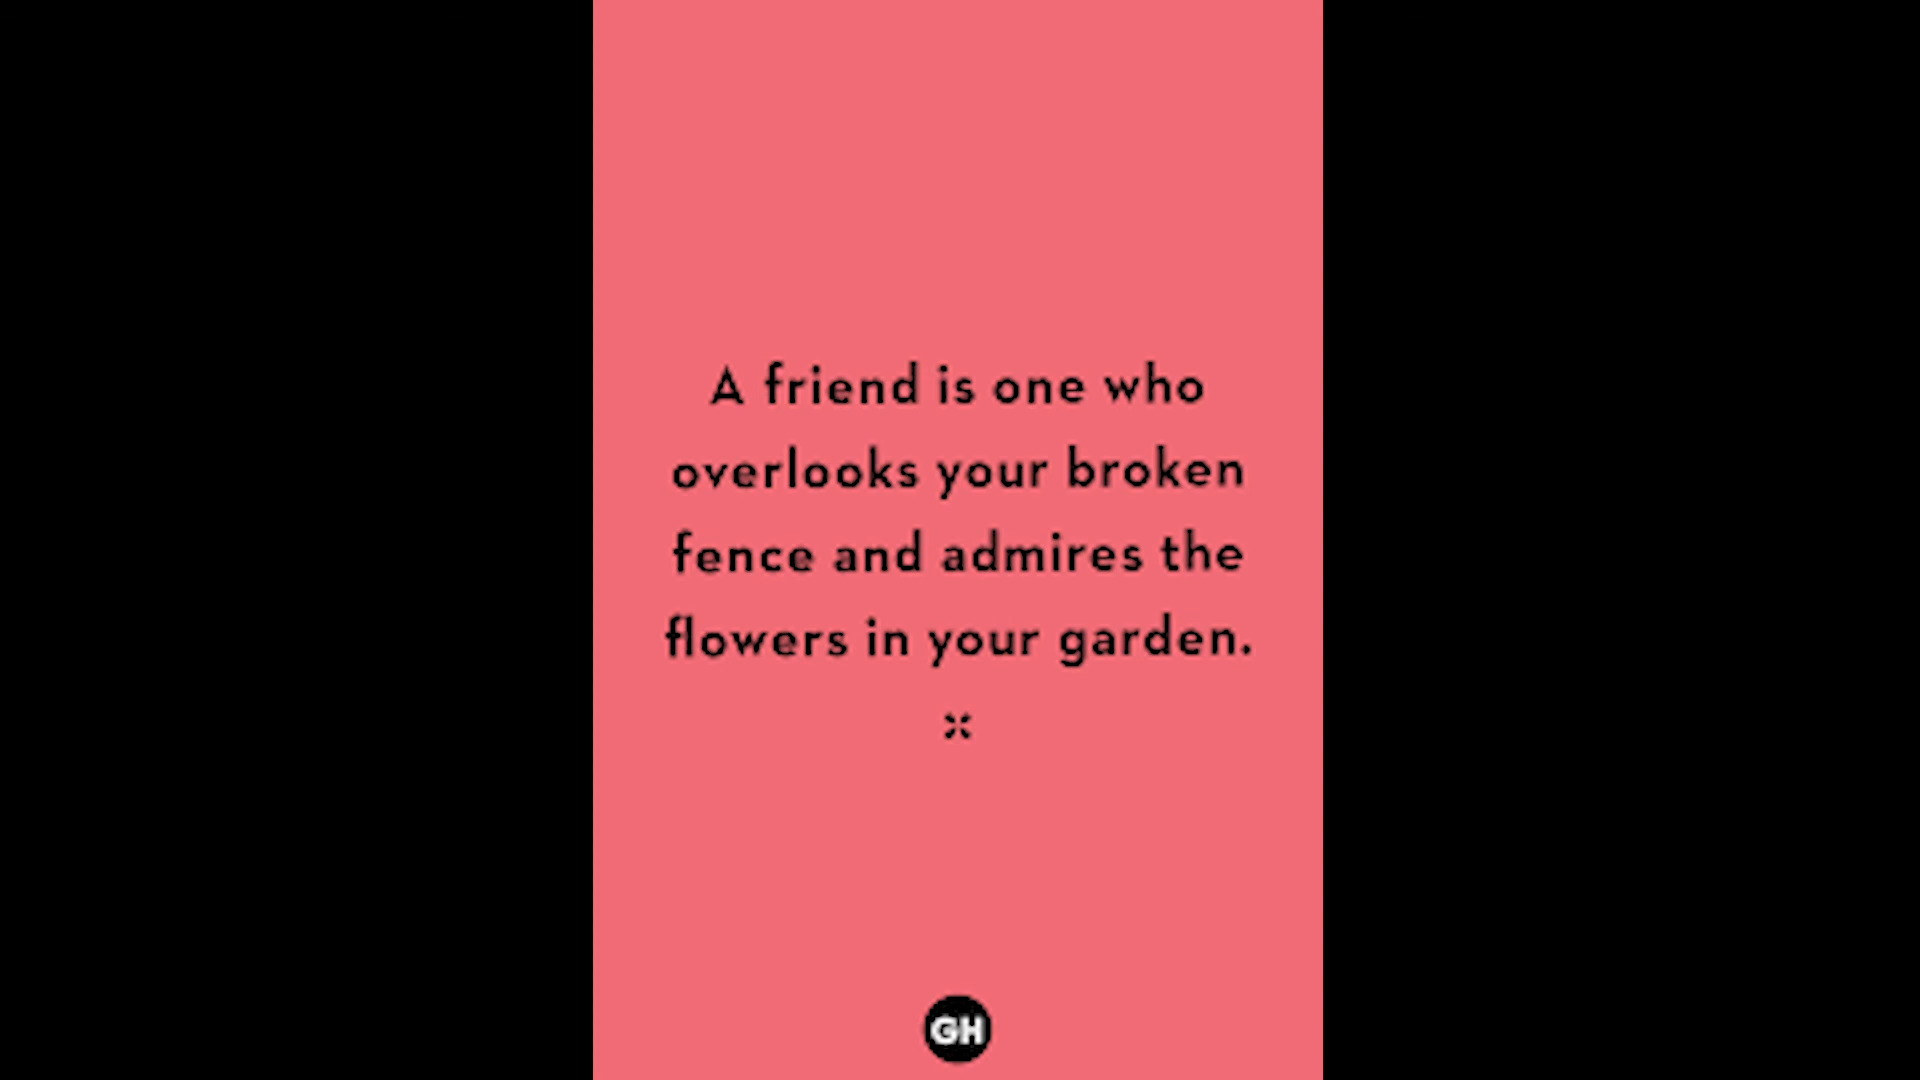 A friend is one who
overlooks your broken
fence and admires the
flowers in your garden.
GH